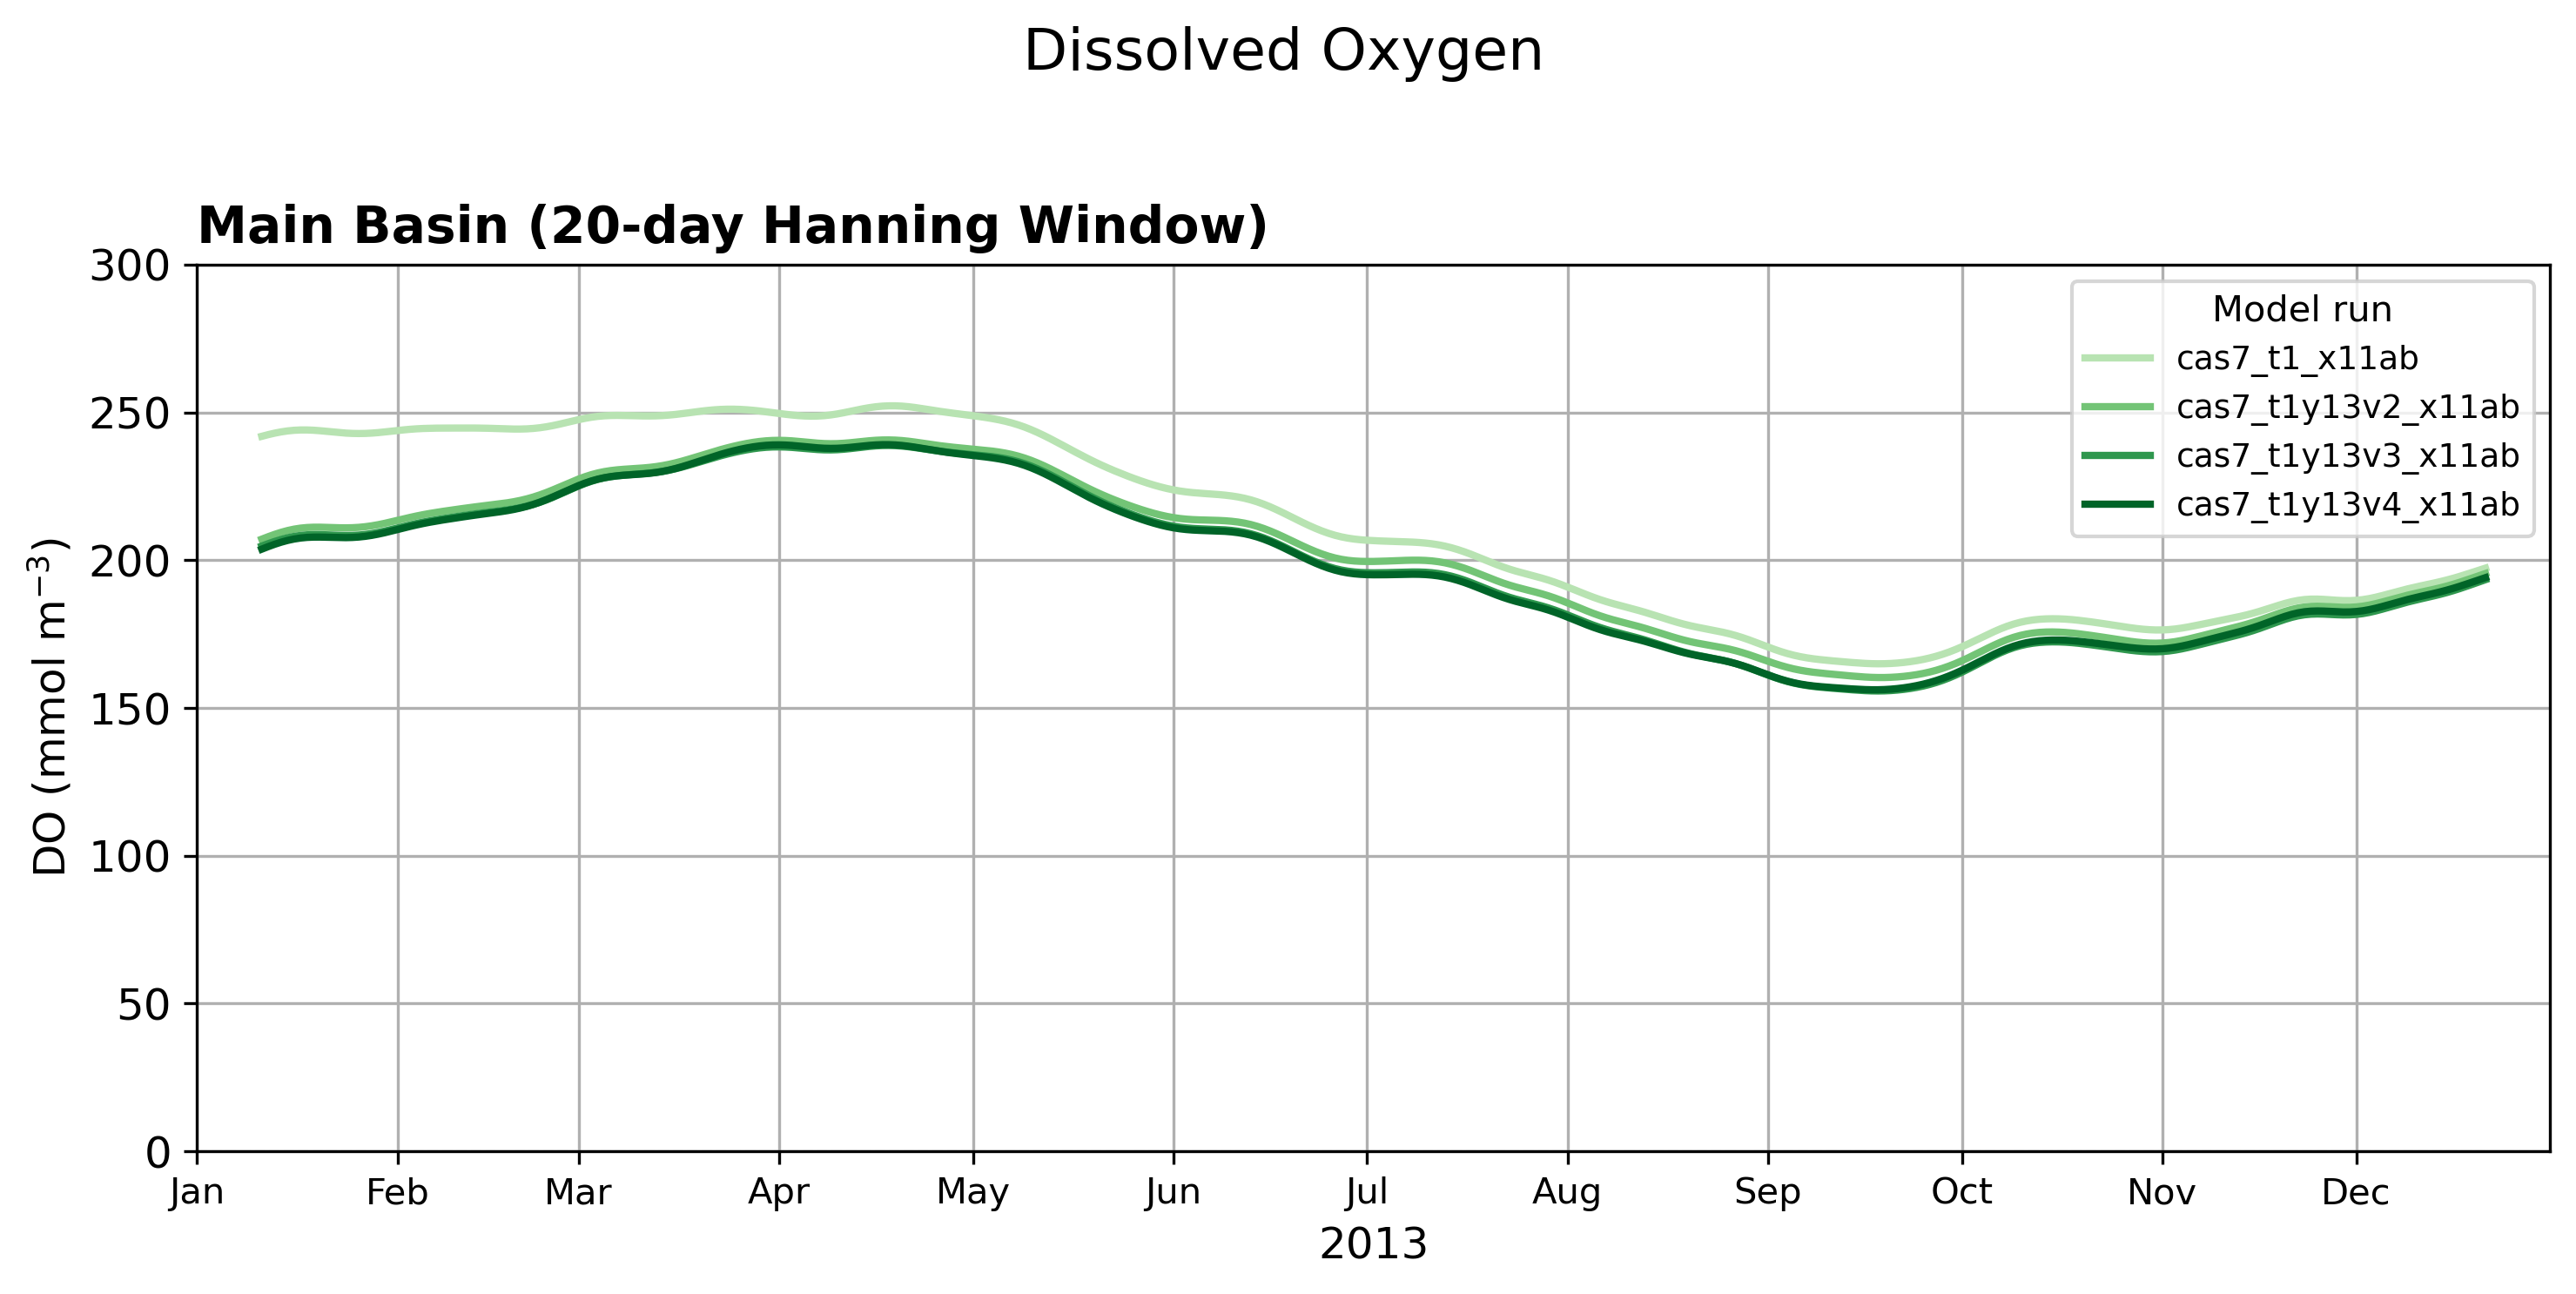 Dissolved Oxygen
Main Basin (20-day Hanning Window)
300
250
200
150
100
50
0
DO (mmol m⁻³)
Model run
cas7_t1_x11ab
cas7_t1y13v2_x11ab
cas7_t1y13v3_x11ab
cas7_t1y13v4_x11ab
Jan Feb Mar Apr May Jun Jul Aug Sep Oct Nov Dec
2013